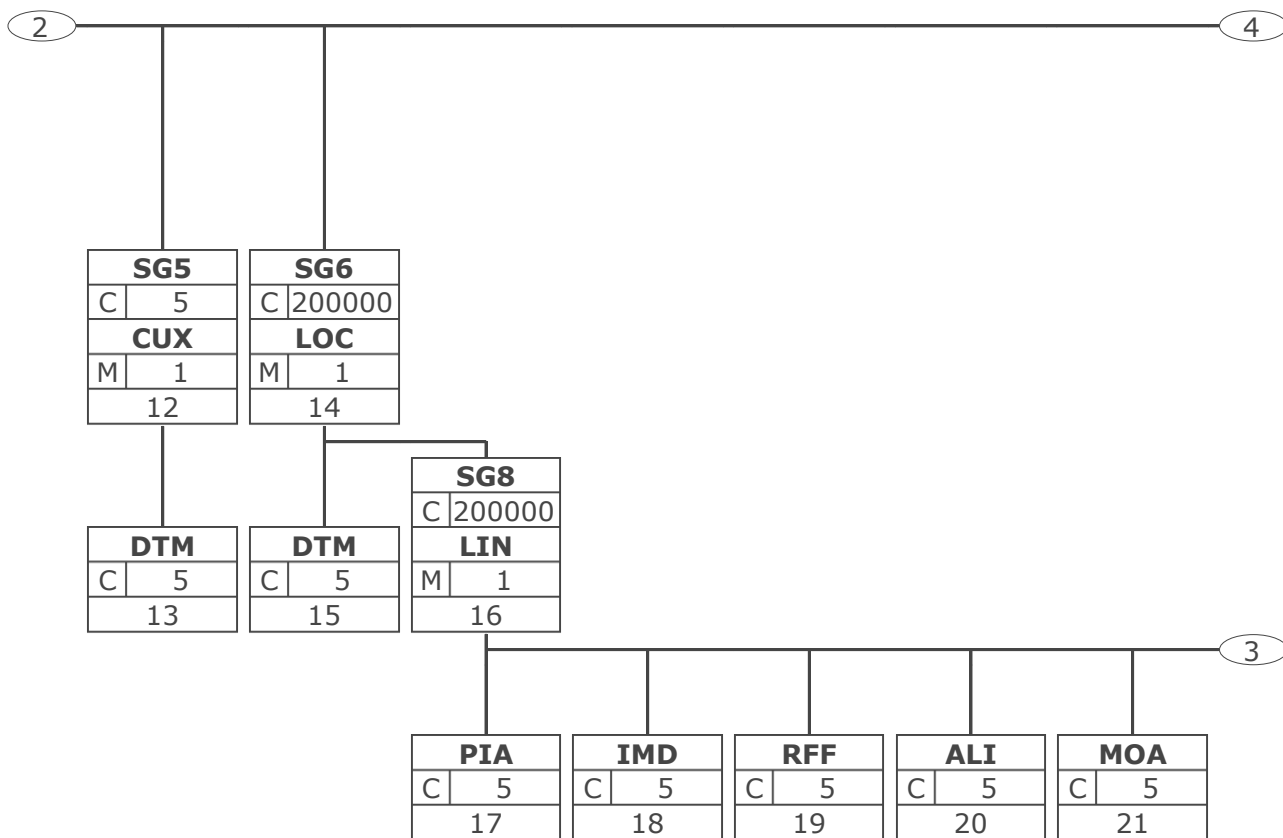 2 4
SG5 SG6
C 5 C 200000
CUX LOC
M 1 M 1
12 14
SG8
C 200000
DTM DTM LIN
C 5 C 5 M 1
13 15 16
3
PIA IMD RFF ALI MOA
C 5 C 5 C 5 C 5 C 5
17 18 19 20 21